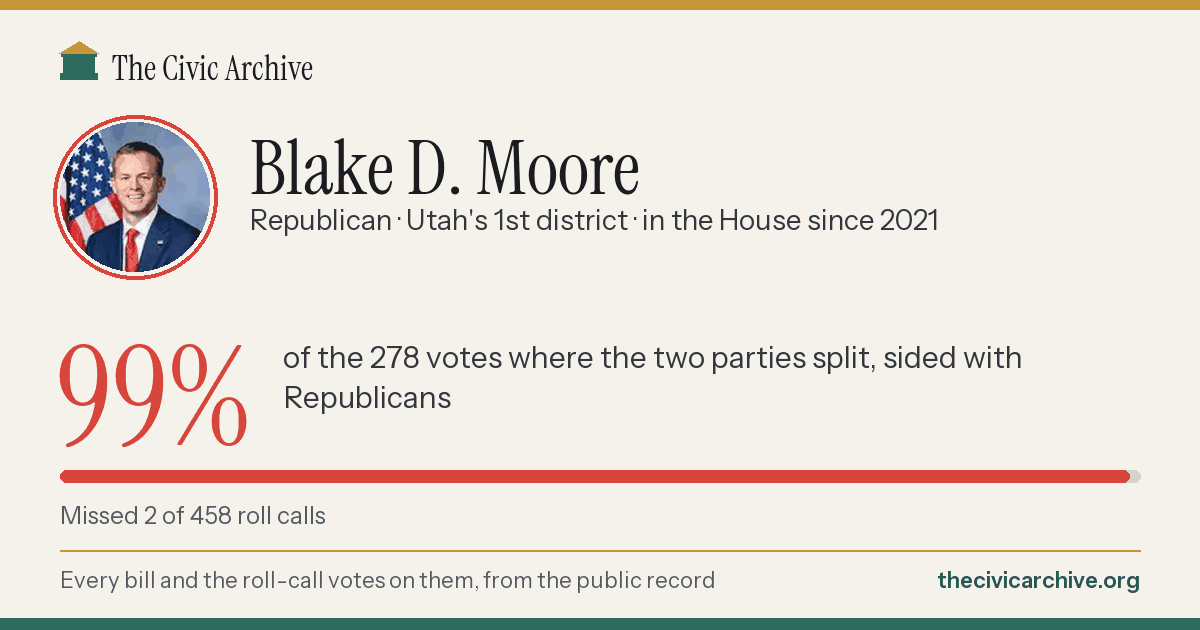 The Civic Archive
Blake D. Moore
Republican · Utah's 1st district · in the House since 2021
99%
of the 278 votes where the two parties split, sided with
Republicans
Missed 2 of 458 roll calls
Every bill and the roll-call votes on them, from the public record
thecivicarchive.org